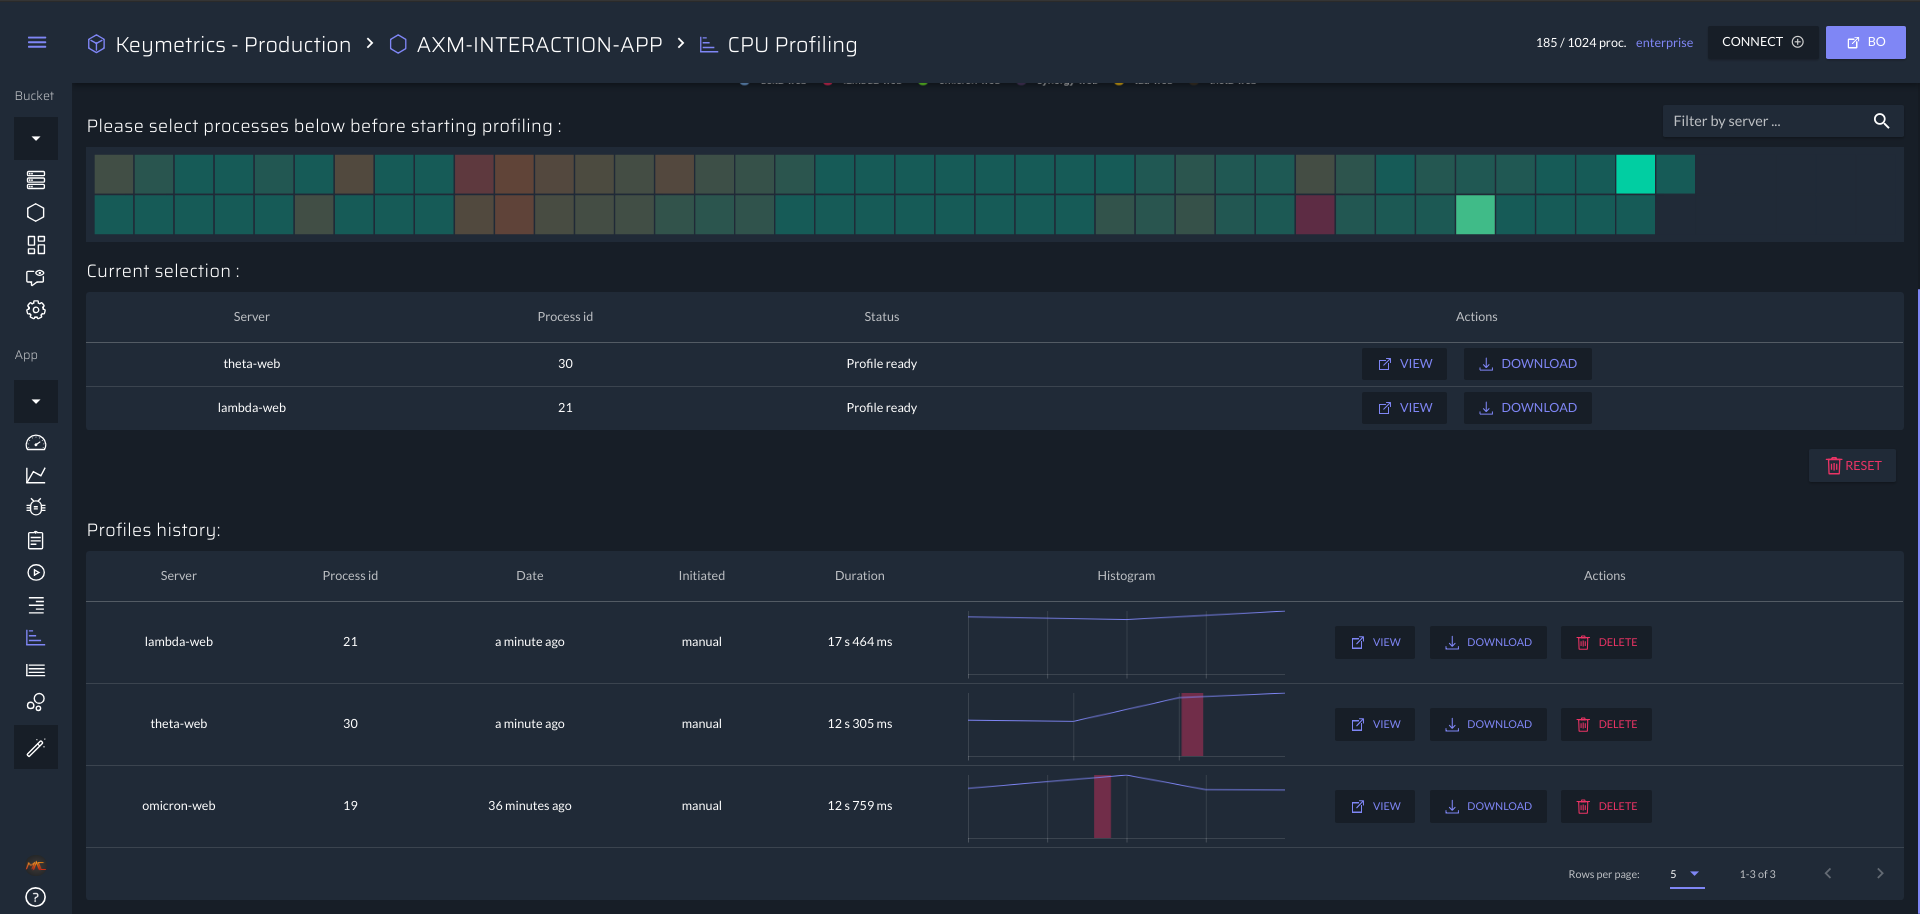 Keymetrics - Production > AXM-INTERACTION-APP > CPU Profiling
185 / 1024 proc. enterprise
CONNECT
BO
Bucket
App
Please select processes below before starting profiling :
Filter by server ...
Current selection :
Server Process id Status Actions
theta-web 30 Profile ready VIEW DOWNLOAD
lambda-web 21 Profile ready VIEW DOWNLOAD
RESET
Profiles history:
Server Process id Date Initiated Duration Histogram Actions
lambda-web 21 a minute ago manual 17 s 464 ms VIEW DOWNLOAD DELETE
theta-web 30 a minute ago manual 12 s 305 ms VIEW DOWNLOAD DELETE
omicron-web 19 36 minutes ago manual 12 s 759 ms VIEW DOWNLOAD DELETE
Rows per page: 5 1-3 of 3